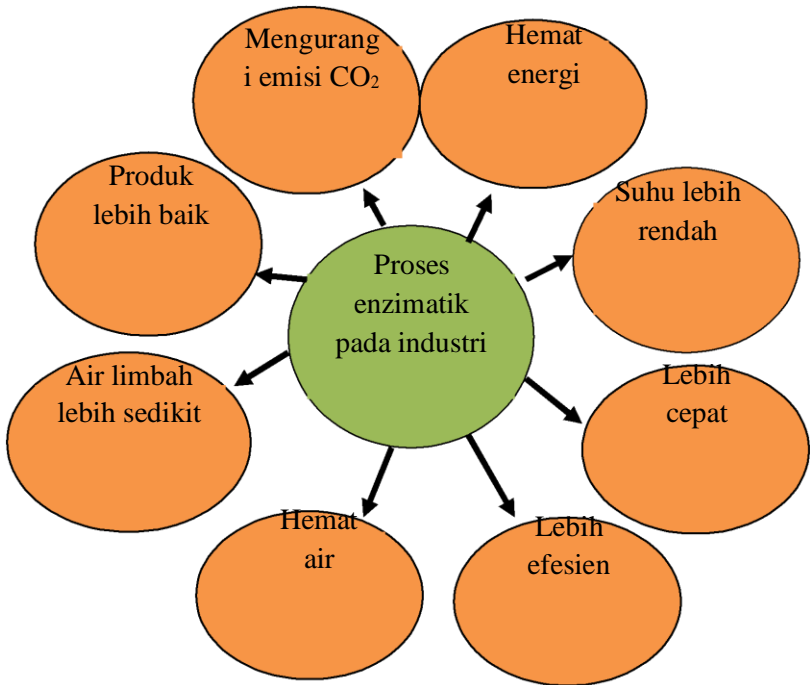 Mengurang
i emisi CO₂
Hemat
energi
Produk
lebih baik
Suhu lebih
rendah
Proses
enzimatik
pada industri
Air limbah
lebih sedikit
Lebih
cepat
Hemat
air
Lebih
efesien